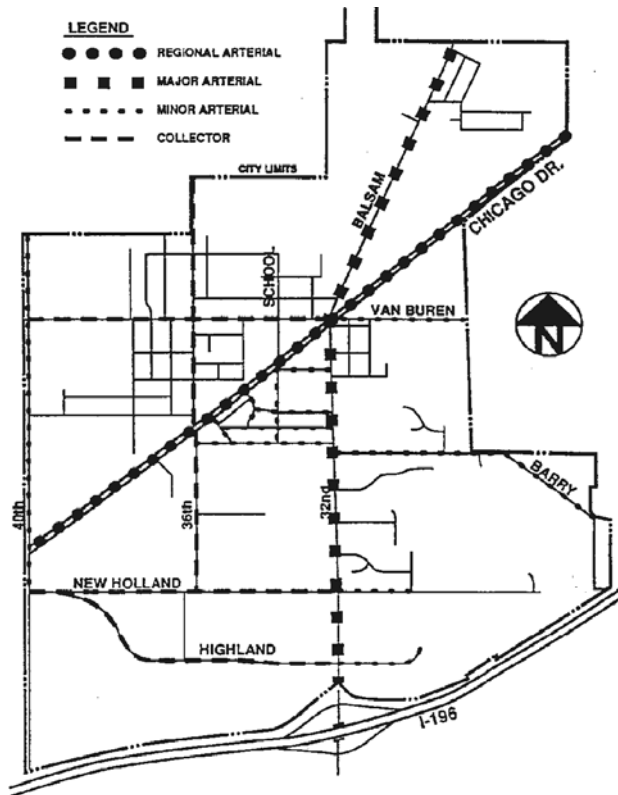 LEGEND
REGIONAL ARTERIAL
MAJOR ARTERIAL
MINOR ARTERIAL
COLLECTOR
CITY LIMITS
BALSAM
CHICAGO DR.
SCHOOL
VAN BUREN
N
BARRY
40th
36th
32nd
NEW HOLLAND
HIGHLAND
I-196